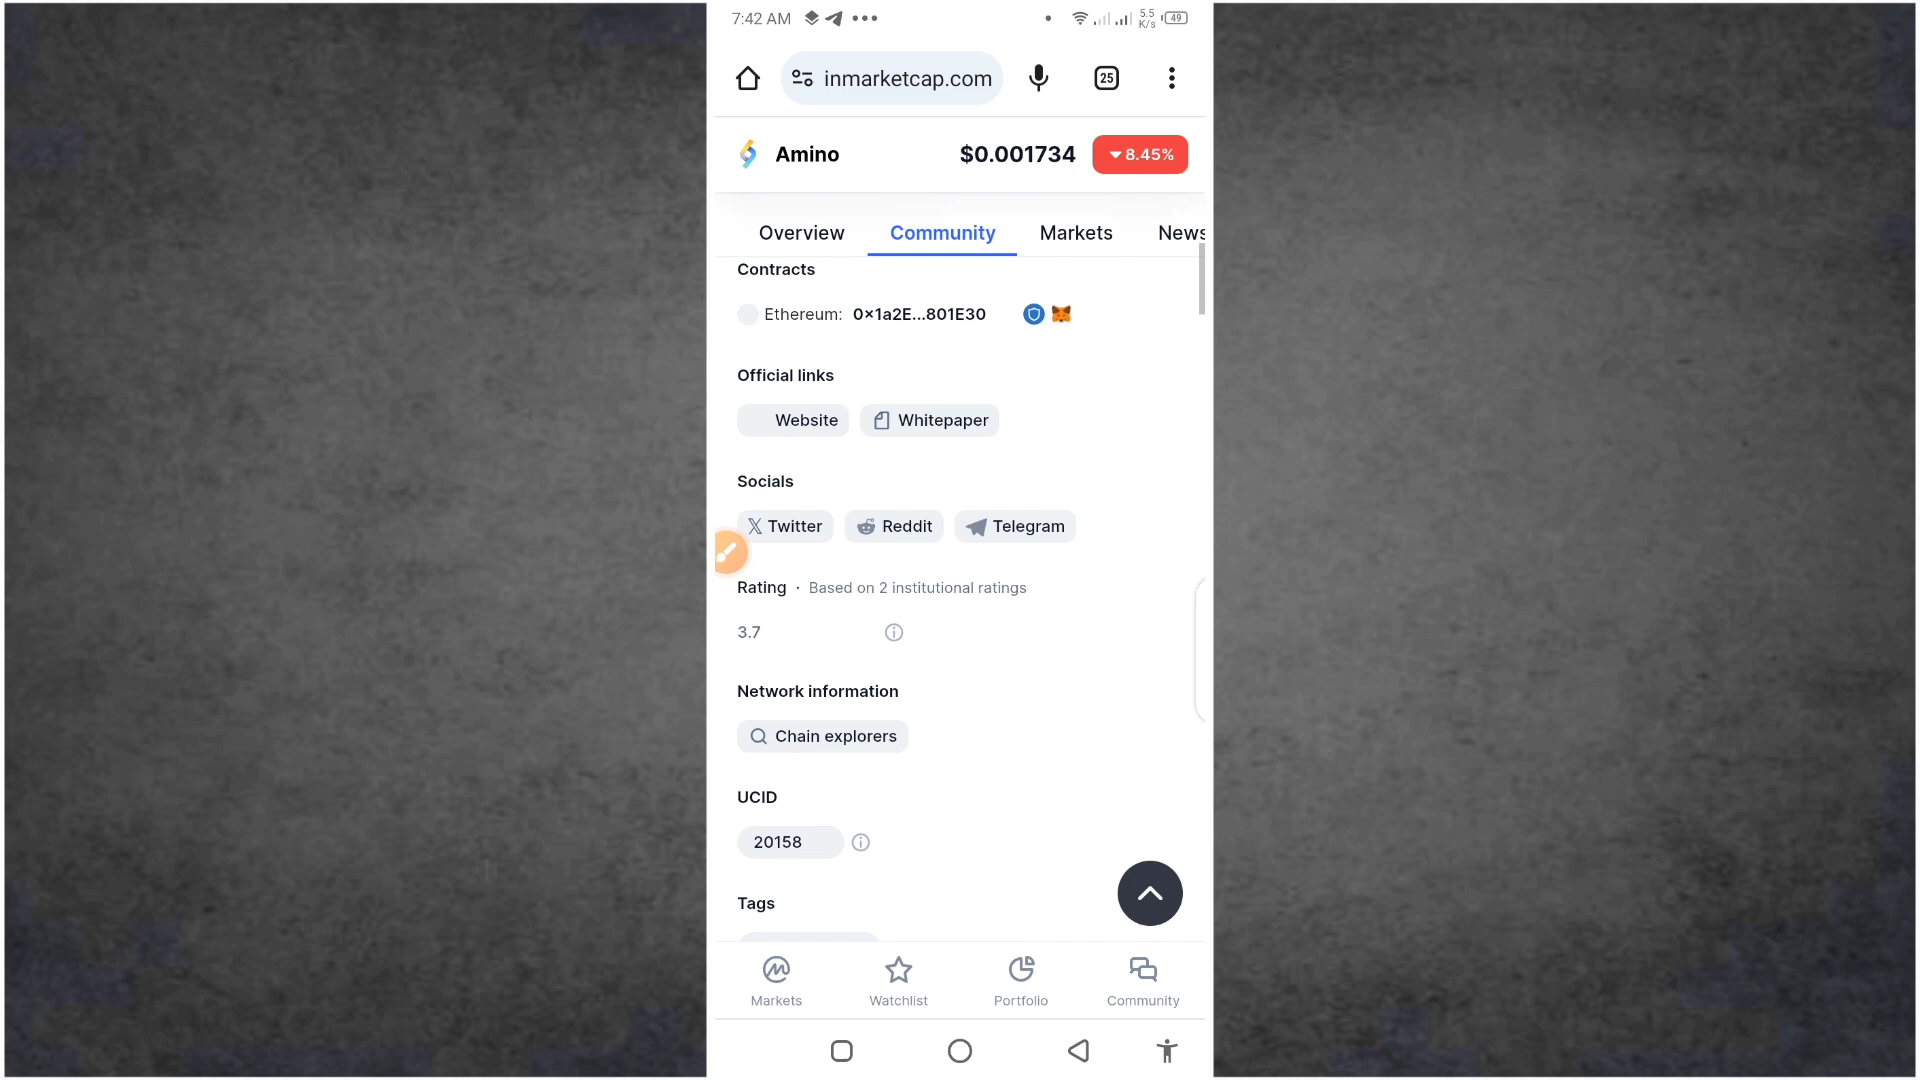 7:42 AM 5.5 K/s 49
inmarketcap.com 25
Amino $0.001734 8.45%
Overview Community Markets News
Contracts
Ethereum: 0x1a2E...801E30
Official links
Website Whitepaper
Socials
Twitter Reddit Telegram
Rating · Based on 2 institutional ratings
3.7
Network information
Chain explorers
UCID
20158
Tags
Markets Watchlist Portfolio Community